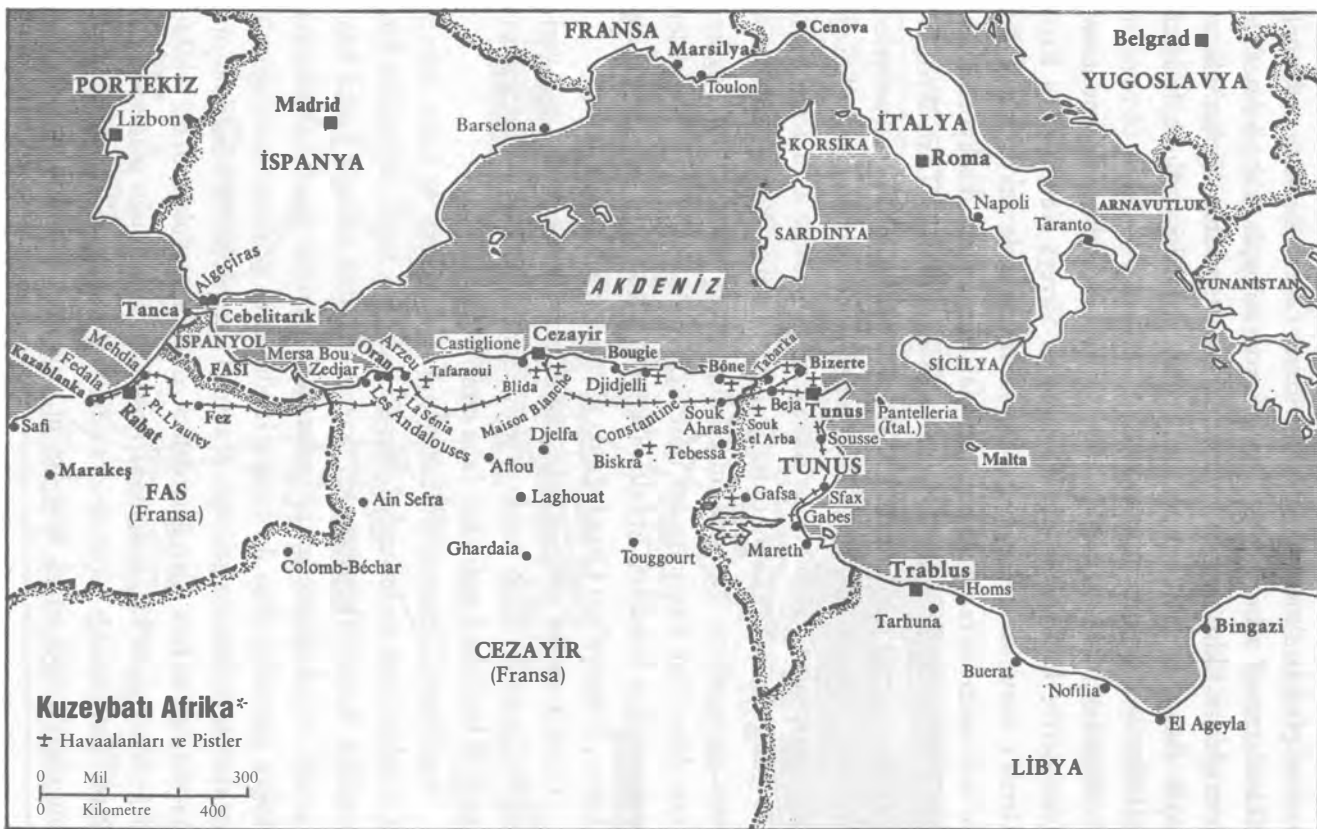 FRANSA
Cenova
Marsilya
Toulon
Belgrad
YUGOSLAVYA
PORTEKİZ
Lizbon
Madrid
İSPANYA
Barselona
KORSİKA
İTALYA
Roma
Napoli
Taranto
ARNAVUTLUK
SARDİNYA
YUNANİSTAN
AKDENİZ
Algeçiras
Tanca
Cebelitarık
İSPANYOL
FASI
Mersa Bou
Zedjar
Oran
Arzeu
Tafaraoui
Castiglione
Cezayir
Bougie
Bône
Tabarka
Bizerte
SİCİLYA
Kazablanka
Fedala
Mehdia
Rabat
Pt. Lyautey
Fez
Les Andalouses
La Sénia
Blida
Maison Blanche
Djidjelli
Constantine
Souk
Ahras
Beja
Souk
el Arba
Tunus
Pantelleria
(Ital.)
Safi
Marakeş
Aflou
Djelfa
Biskra
Tebessa
Sousse
TUNUS
Malta
FAS
(Fransa)
Ain Sefra
Laghouat
Gafsa
Sfax
Gabes
Colomb-Béchar
Ghardaia
Touggourt
Mareth
Trablus
Homs
Tarhuna
Bingazi
CEZAYİR
(Fransa)
Buerat
Nofilia
El Ageyla
LİBYA
Kuzeybatı Afrika*
Havaalanları ve Pistler
0 Mil 300
0 Kilometre 400